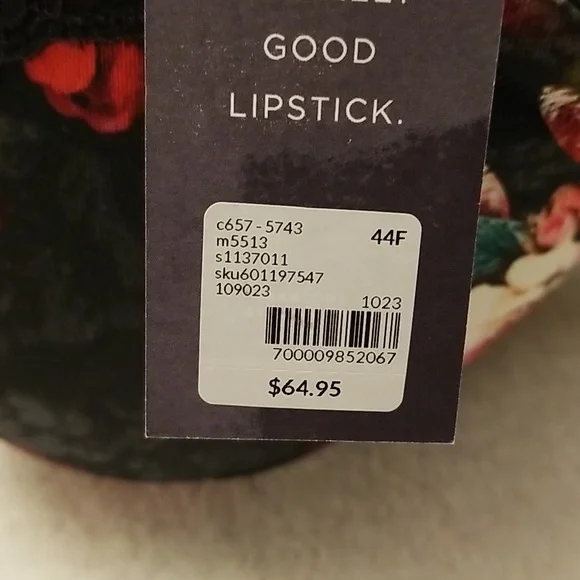 GOOD
LIPSTICK.
c657-5743
44F
m5513
s1137011
sku601197547
109023
1023
700009852067
$64.95